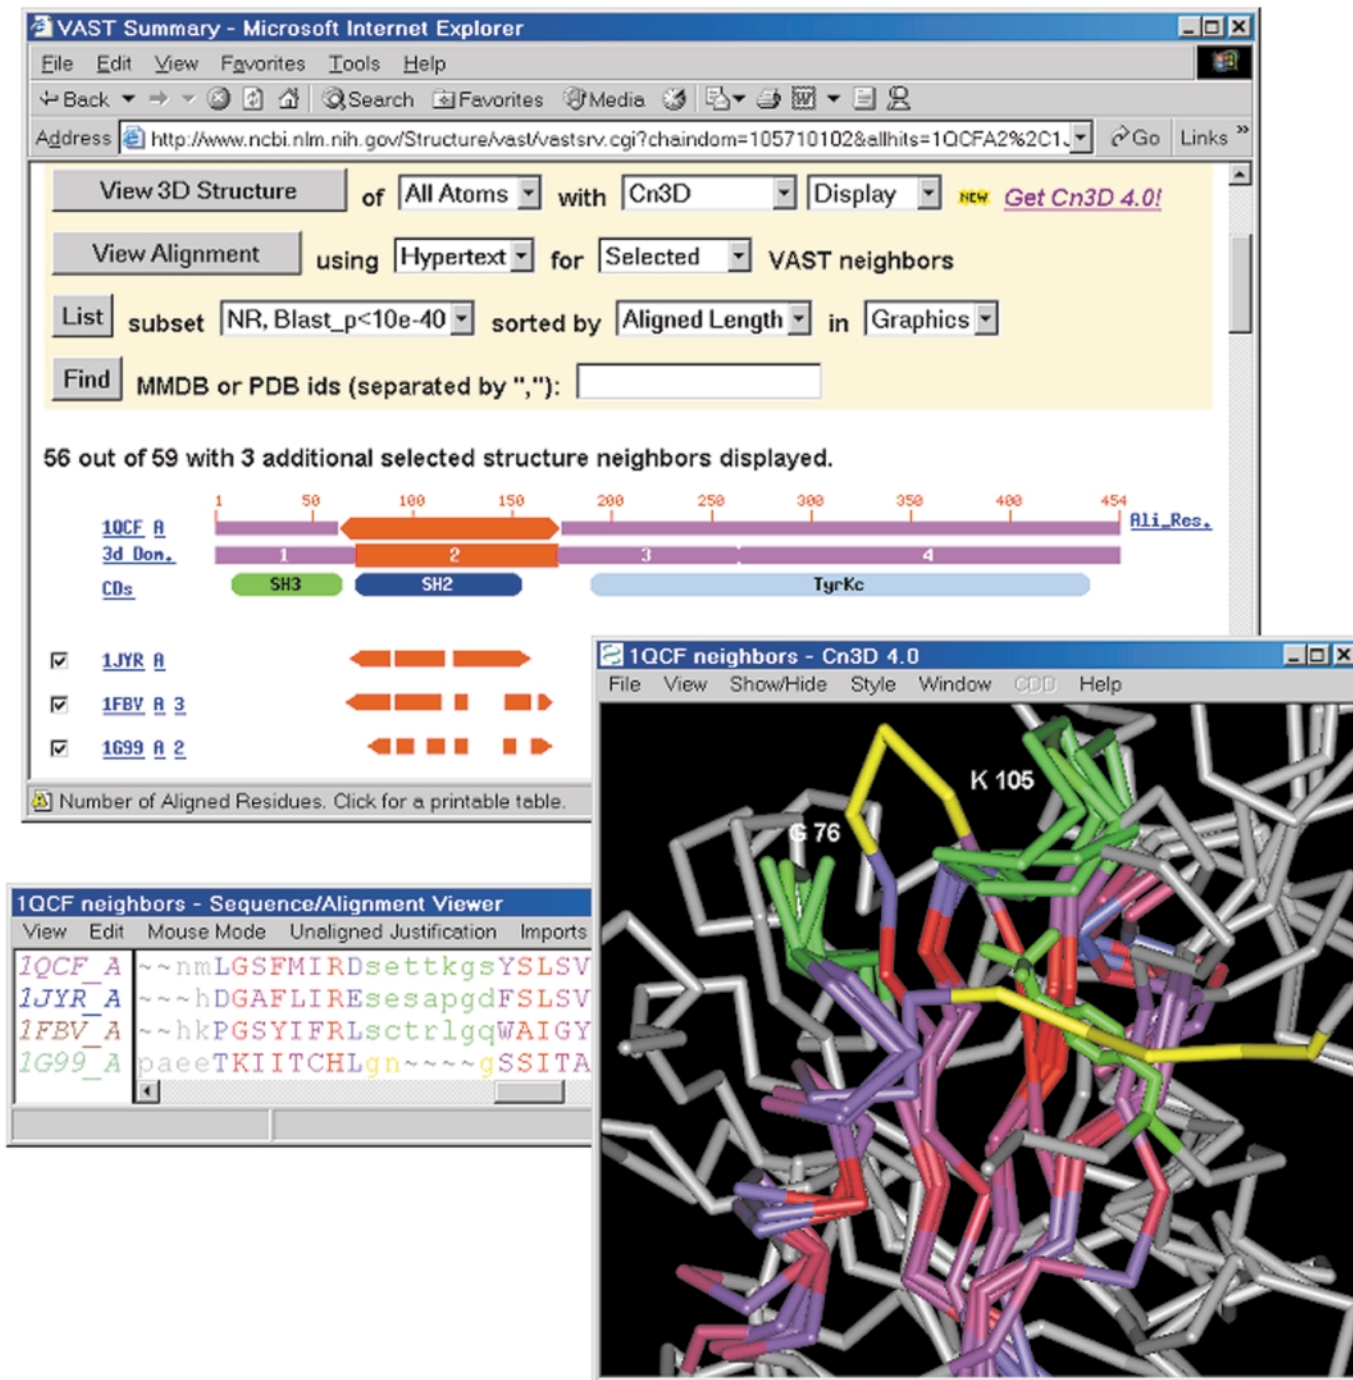 VAST Summary - Microsoft Internet Explorer
File Edit View Favorites Tools Help
Back Search Favorites Media
Address http://www.ncbi.nlm.nih.gov/Structure/vast/vastsrv.cgi?chaindom=105710102&allhits=1QCFA2%2C1. Go Links »
View 3D Structure of All Atoms with Cn3D Display NEW Get Cn3D 4.0!
View Alignment using Hypertext for Selected VAST neighbors
List subset NR, Blast_p<10e-40 sorted by Aligned Length in Graphics
Find MMDB or PDB ids (separated by ","):
56 out of 59 with 3 additional selected structure neighbors displayed.
1 50 100 150 200 250 300 350 400 454
1QCF A Ali_Res.
3d Dom. 1 2 3 4
CDs SH3 SH2 TyrKc
1JYR A
1FBV A 3
1G99 A 2
Number of Aligned Residues. Click for a printable table.
1QCF neighbors - Cn3D 4.0
File View Show/Hide Style Window CDD Help
K 105
G 76
1QCF neighbors - Sequence/Alignment Viewer
View Edit Mouse Mode Unaligned Justification Imports
1QCF_A ~~nmLGSFMIRDsettkgsYSLSV
1JYR_A ~~~hDGAFLIREsesapgdFSLSV
1FBV_A ~~hkPGSYIFRLsctrlgqWAIGY
1G99_A paeeTKIITCHLgn~~~~gSSITA